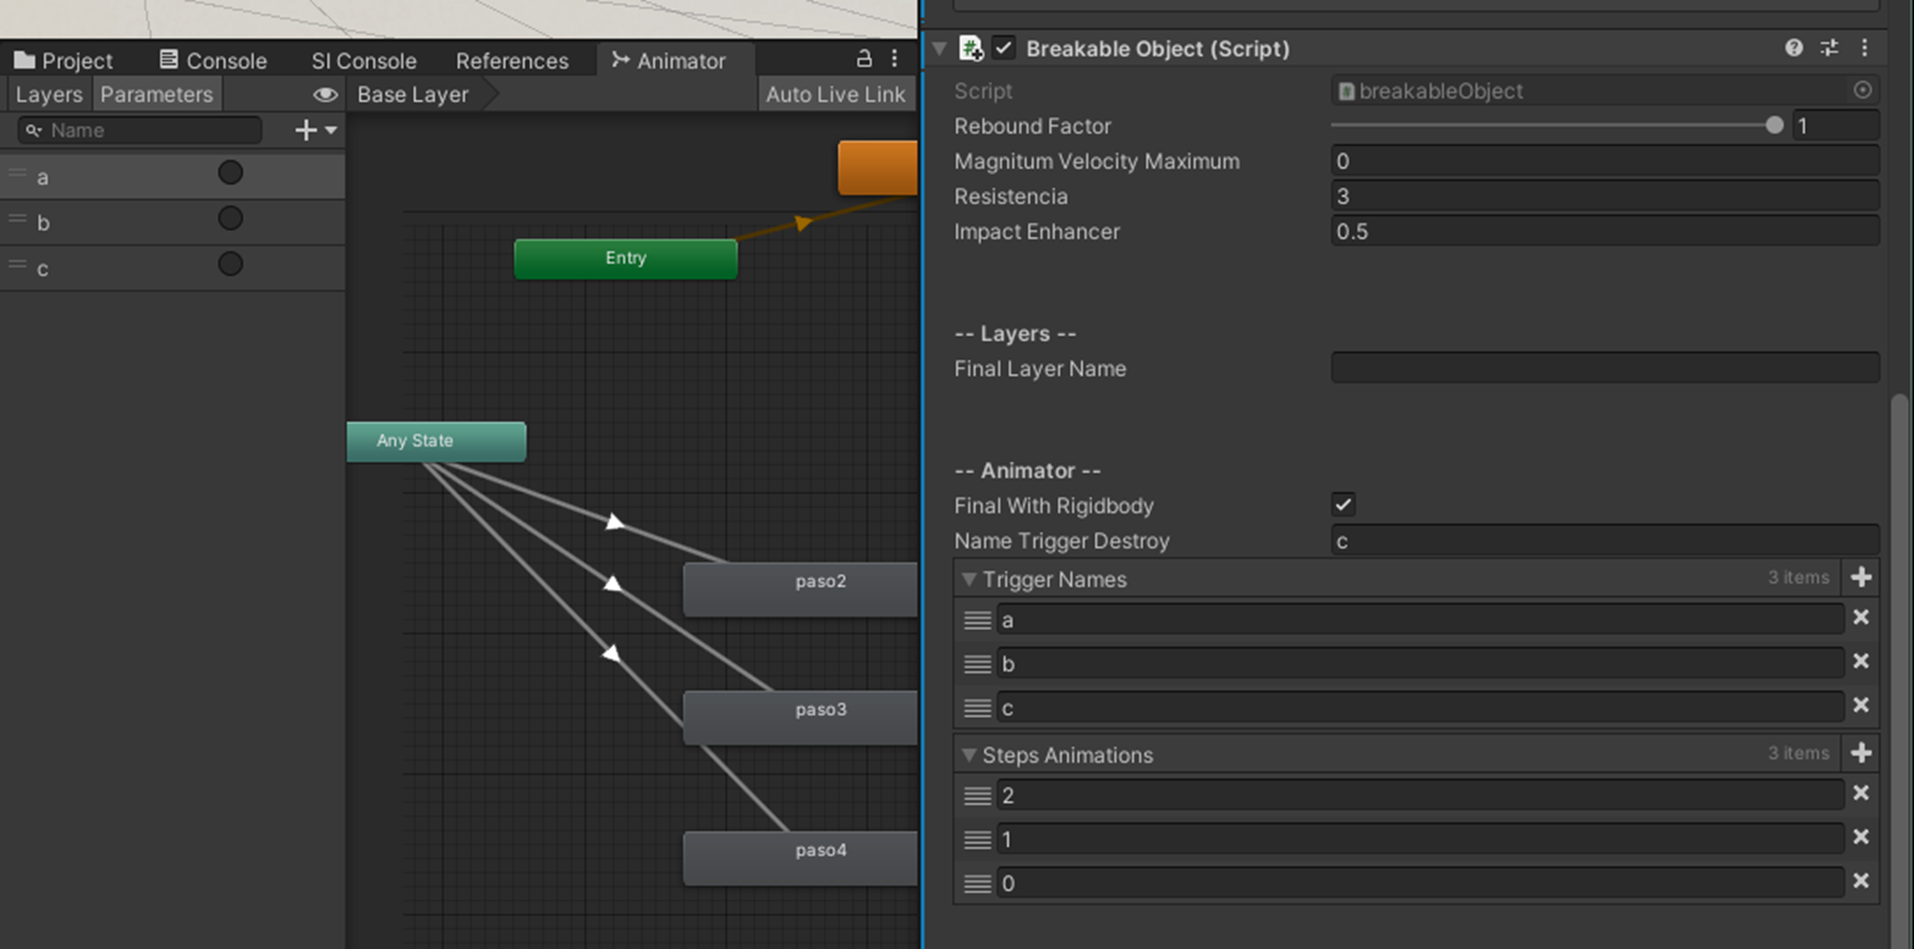 Project
Console
SI Console
References
Animator
Layers
Parameters
Base Layer
Auto Live Link
Name
a
b
c
Entry
Any State
paso2
paso3
paso4
Breakable Object (Script)
Script
breakableObject
Rebound Factor
1
Magnitum Velocity Maximum
0
Resistencia
3
Impact Enhancer
0.5
-- Layers --
Final Layer Name
-- Animator --
Final With Rigidbody
Name Trigger Destroy
c
Trigger Names
3 items
a
b
c
Steps Animations
3 items
2
1
0